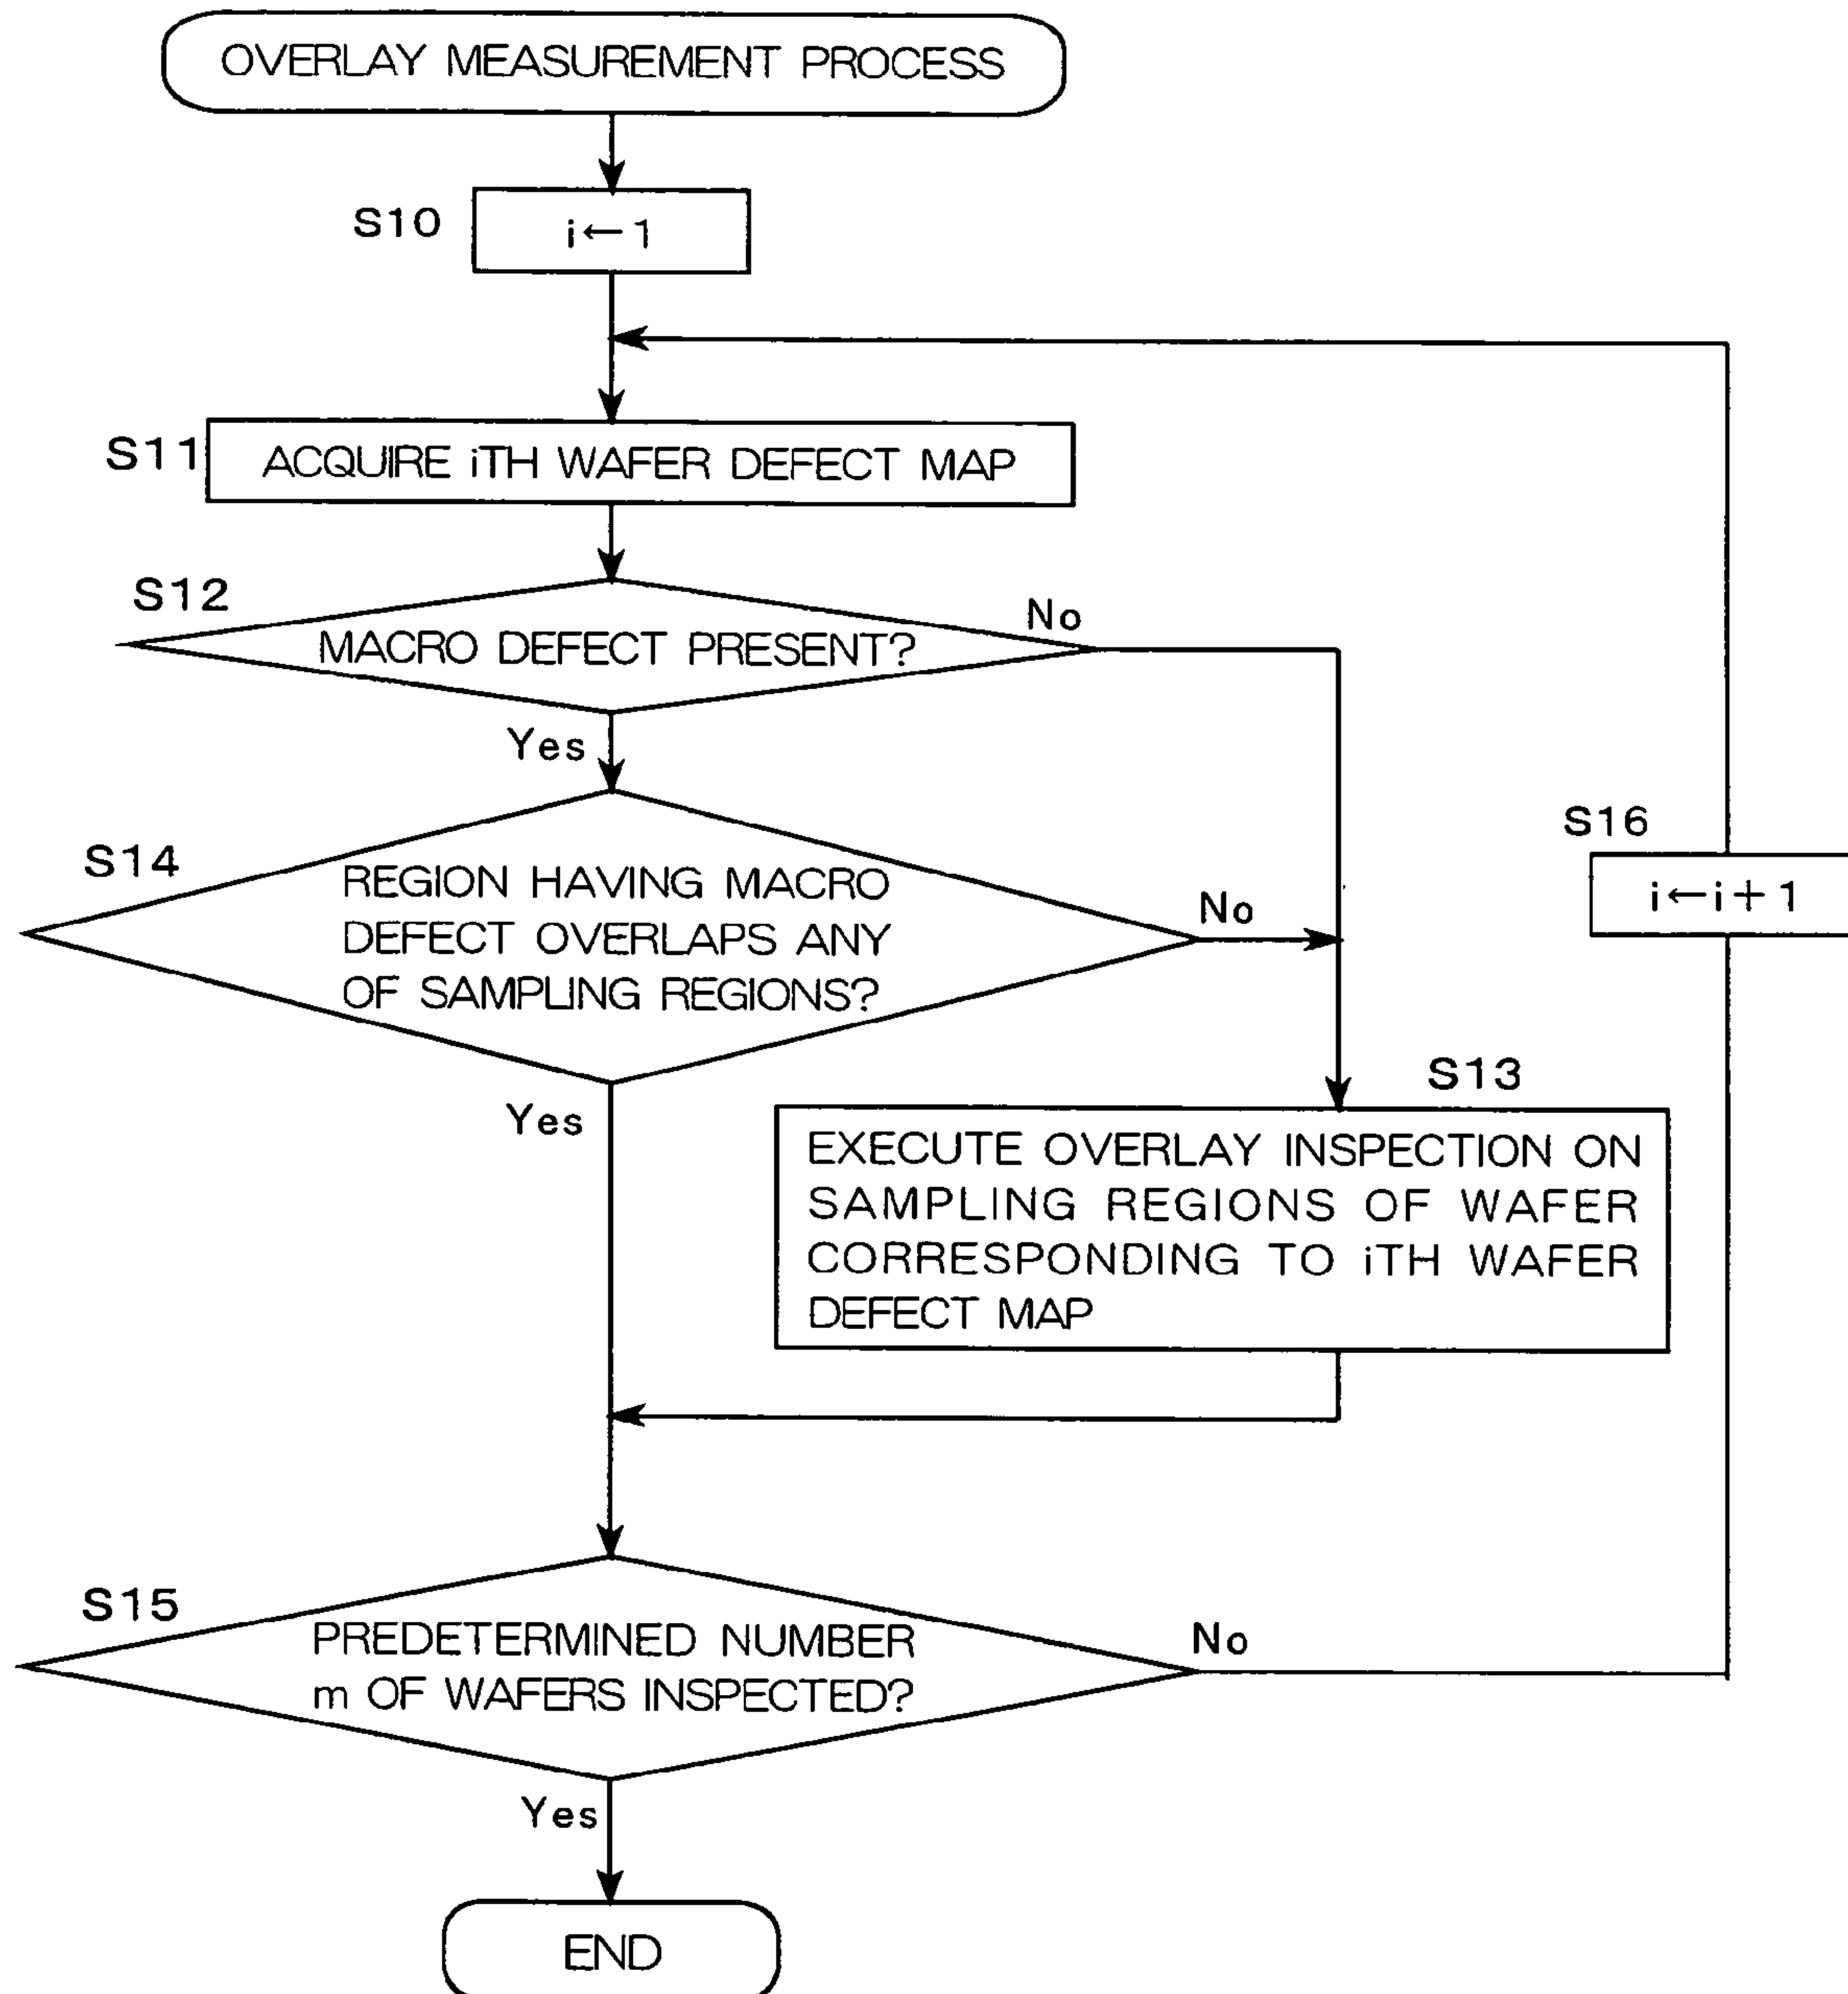 OVERLAY MEASUREMENT PROCESS
S10
i←1
S11
ACQUIRE iTH WAFER DEFECT MAP
S12
MACRO DEFECT PRESENT?
No
Yes
S14
REGION HAVING MACRO
DEFECT OVERLAPS ANY
OF SAMPLING REGIONS?
No
Yes
S16
i←i+1
S13
EXECUTE OVERLAY INSPECTION ON
SAMPLING REGIONS OF WAFER
CORRESPONDING TO iTH WAFER
DEFECT MAP
S15
PREDETERMINED NUMBER
m OF WAFERS INSPECTED?
No
Yes
END